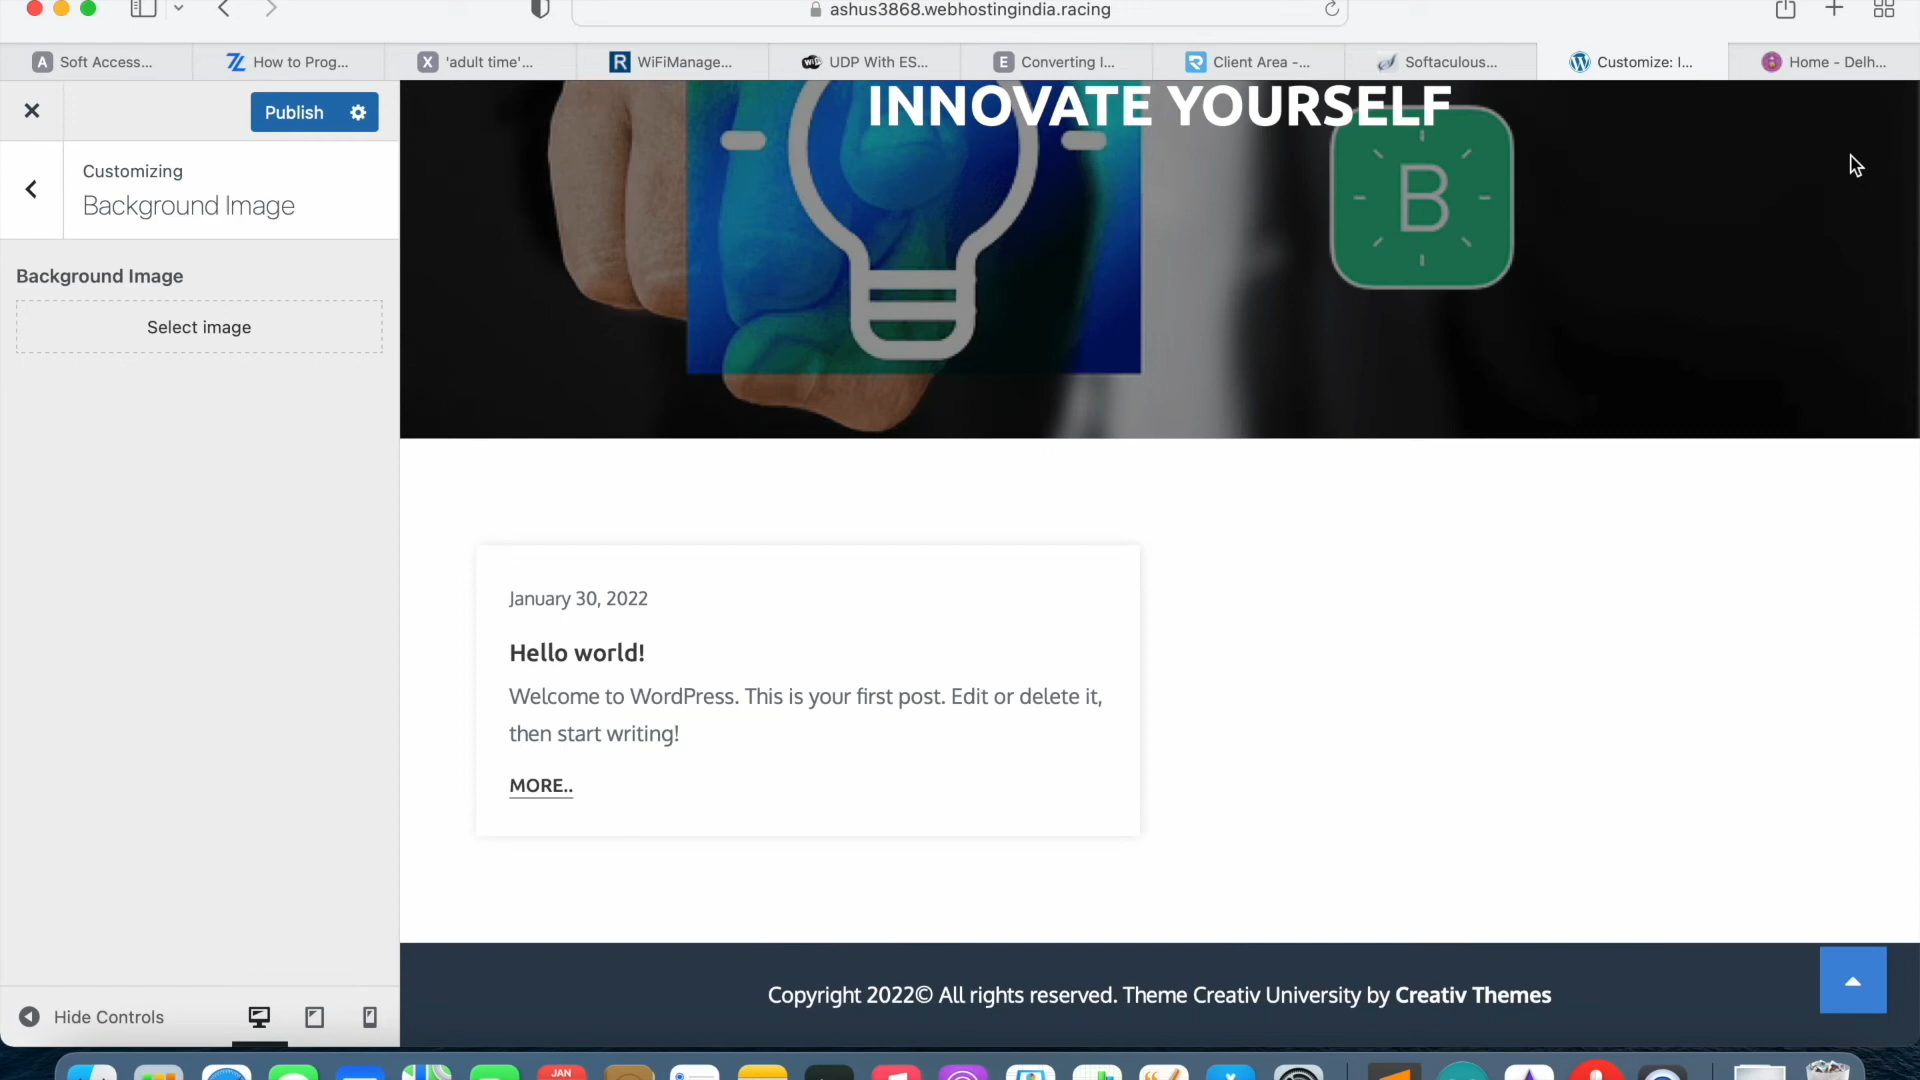 ashus3868.webhostingindia.racing
A Soft Access...
How to Prog...
X 'adult time'...
R WiFiManage...
UDP With ES...
E Converting I...
Client Area -...
Softaculous...
Customize: I...
Home - Delh...
Publish
Customizing
Background Image
Background Image
Select image
INNOVATE YOURSELF
B
January 30, 2022
Hello world!
Welcome to WordPress. This is your first post. Edit or delete it,
then start writing!
MORE..
Copyright 2022© All rights reserved. Theme Creativ University by Creativ Themes
Hide Controls
JAN